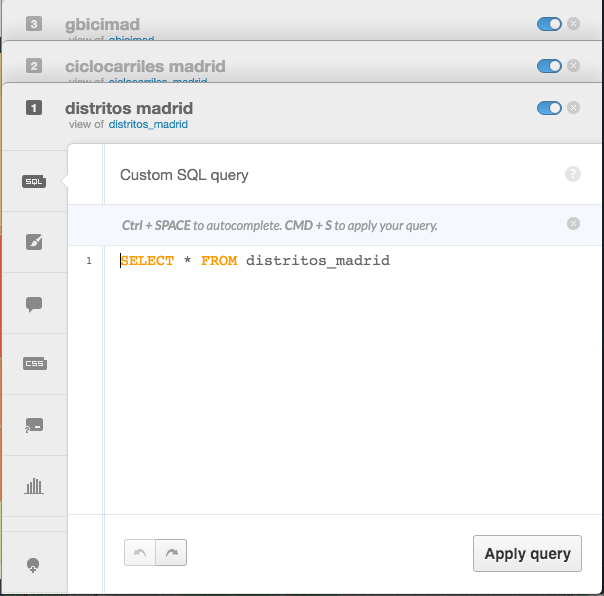 3 gbicimad
view of gbicimad
2 ciclocarriles madrid
view of ciclocarriles_madrid
1 distritos madrid
view of distritos_madrid
SQL
Custom SQL query
?
Ctrl + SPACE to autocomplete. CMD + S to apply your query.
1 SELECT * FROM distritos_madrid
CSS
?
Apply query